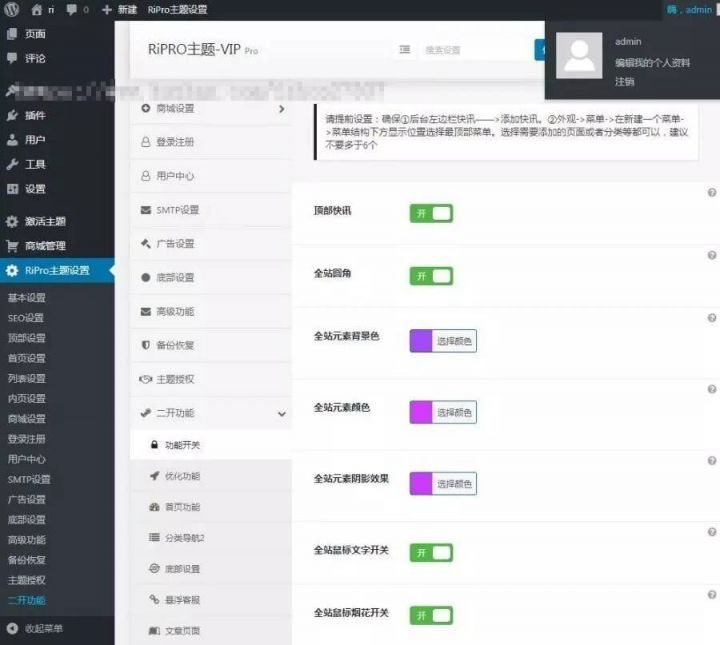 ri
0
新建
RiPro主题设置
嗨，admin
admin
编辑我的个人资料
注销
页面
评论
插件
用户
工具
设置
激活主题
商城管理
RiPro主题设置
基本设置
SEO设置
顶部设置
首页设置
列表设置
内页设置
商城设置
登录注册
用户中心
SMTP设置
广告设置
底部设置
高级功能
备份恢复
主题授权
二开功能
收起菜单
RiPRO主题-VIP Pro
搜索设置
商城设置
登录注册
用户中心
SMTP设置
广告设置
底部设置
高级功能
备份恢复
主题授权
二开功能
功能开关
优化功能
首页功能
分类导航2
底部设置
悬浮客服
文章页面
请提前设置：确保①后台左边栏快讯——>添加快讯。②外观->菜单->在新建一个菜单-
>菜单结构下方显示位置选择最顶部菜单。选择需要添加的页面或者分类等都可以，建议
不要多于6个
顶部快讯
开
全站圆角
开
全站元素背景色
选择颜色
全站元素颜色
选择颜色
全站元素阴影效果
选择颜色
全站鼠标文字开关
开
全站鼠标烟花开关
开